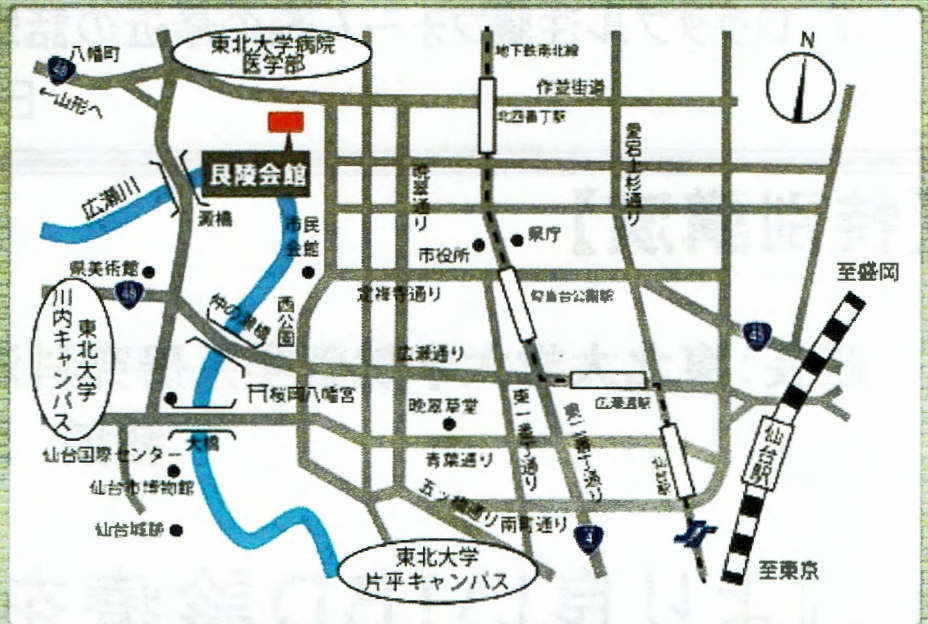 東北大学病院
医学部
地下鉄南北線
N
八幡町
48
←山形へ
作並街道
北四番丁駅
愛宕上杉通り
艮陵会館
晩翠通り
広瀬川
澱橋
市民
会館
県庁
市役所
県美術館
48
至盛岡
定禅寺通り
勾当台公園駅
仲の瀬橋
西公園
東北大学
川内キャンパス
広瀬通り
桜岡八幡宮
広瀬通駅
晩翠草堂
東一番丁通り
東二番丁通り
大橋
仙台国際センター
青葉通り
仙台駅
仙台市博物館
五ツ橋通り
南町通り
仙台城跡
4
東北大学
片平キャンパス
至東京